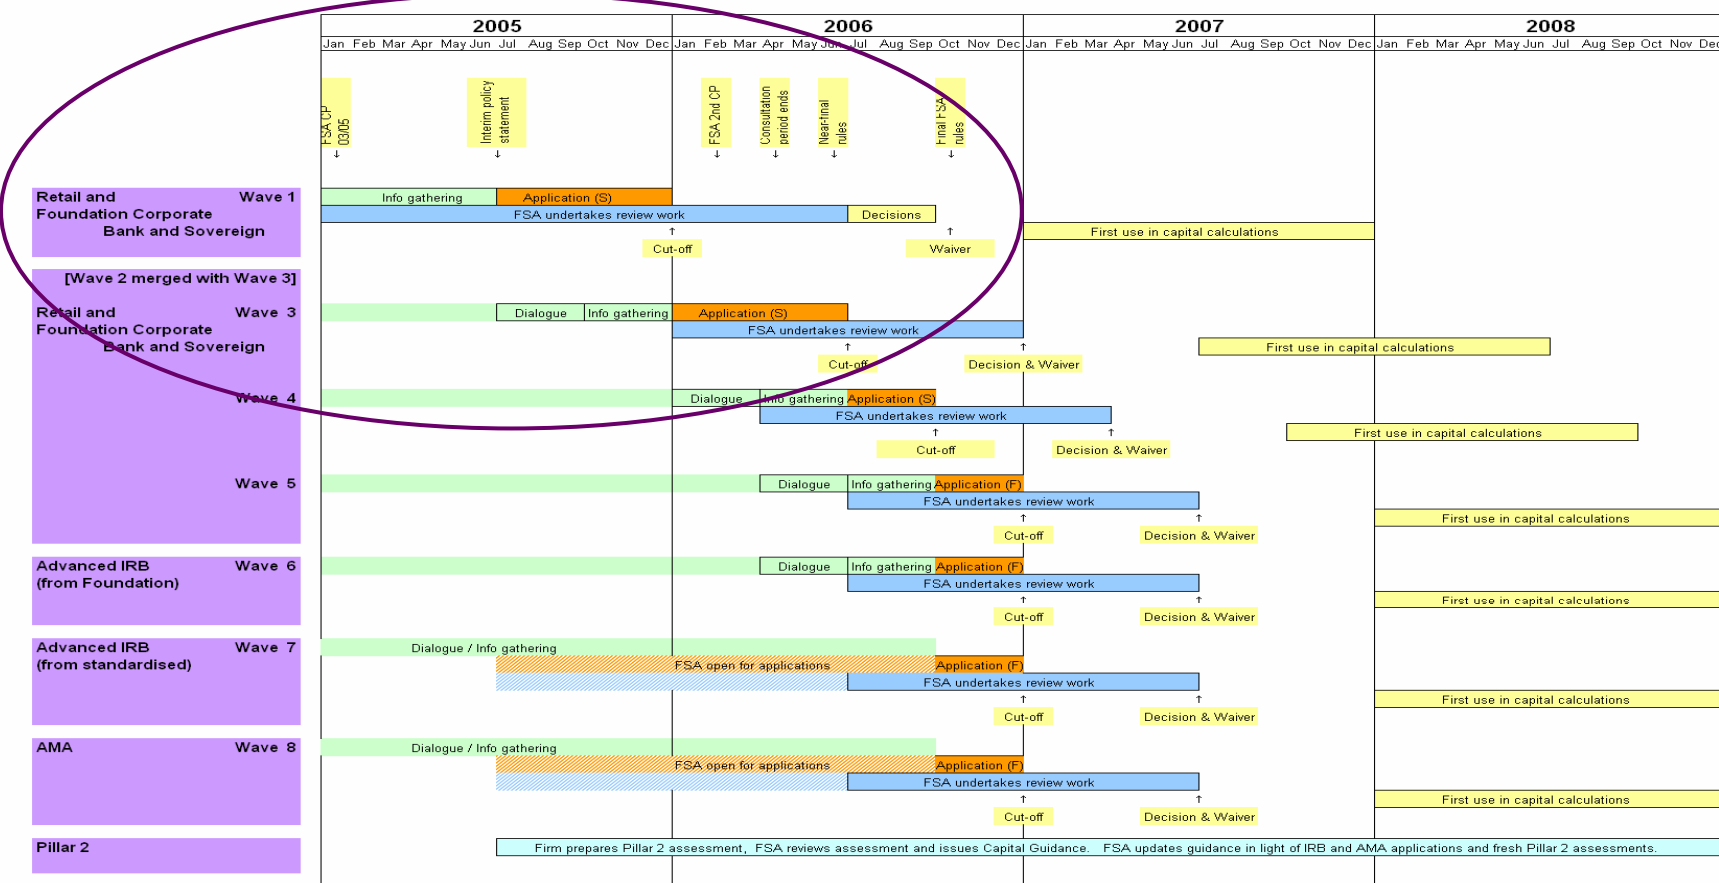 2005 2006 2007 2008
Jan Feb Mar Apr May Jun Jul Aug Sep Oct Nov Dec Jan Feb Mar Apr May Jun Jul Aug Sep Oct Nov Dec Jan Feb Mar Apr May Jun Jul Aug Sep Oct Nov Dec Jan Feb Mar Apr May Jun Jul Aug Sep Oct Nov Dec
FSA CP
03/05
Interim policy
statement
FSA 2nd CP
Consultation
period ends
Near-final
rules
Final FSA
rules
Retail and Wave 1 Info gathering Application (S)
Foundation Corporate FSA undertakes review work Decisions
Bank and Sovereign First use in capital calculations
Cut-off Waiver
[Wave 2 merged with Wave 3]
Retail and Wave 3 Dialogue Info gathering Application (S)
Foundation Corporate FSA undertakes review work
Bank and Sovereign First use in capital calculations
Cut-off Decision & Waiver
Wave 4 Dialogue Info gathering Application (S)
FSA undertakes review work
First use in capital calculations
Cut-off Decision & Waiver
Wave 5 Dialogue Info gathering Application (F)
FSA undertakes review work
First use in capital calculations
Cut-off Decision & Waiver
Advanced IRB Wave 6 Dialogue Info gathering Application (F)
(from Foundation) FSA undertakes review work
First use in capital calculations
Cut-off Decision & Waiver
Advanced IRB Wave 7 Dialogue / Info gathering
(from standardised) FSA open for applications Application (F)
FSA undertakes review work
First use in capital calculations
Cut-off Decision & Waiver
AMA Wave 8 Dialogue / Info gathering
FSA open for applications Application (F)
FSA undertakes review work
First use in capital calculations
Cut-off Decision & Waiver
Pillar 2 Firm prepares Pillar 2 assessment, FSA reviews assessment and issues Capital Guidance. FSA updates guidance in light of IRB and AMA applications and fresh Pillar 2 assessments.